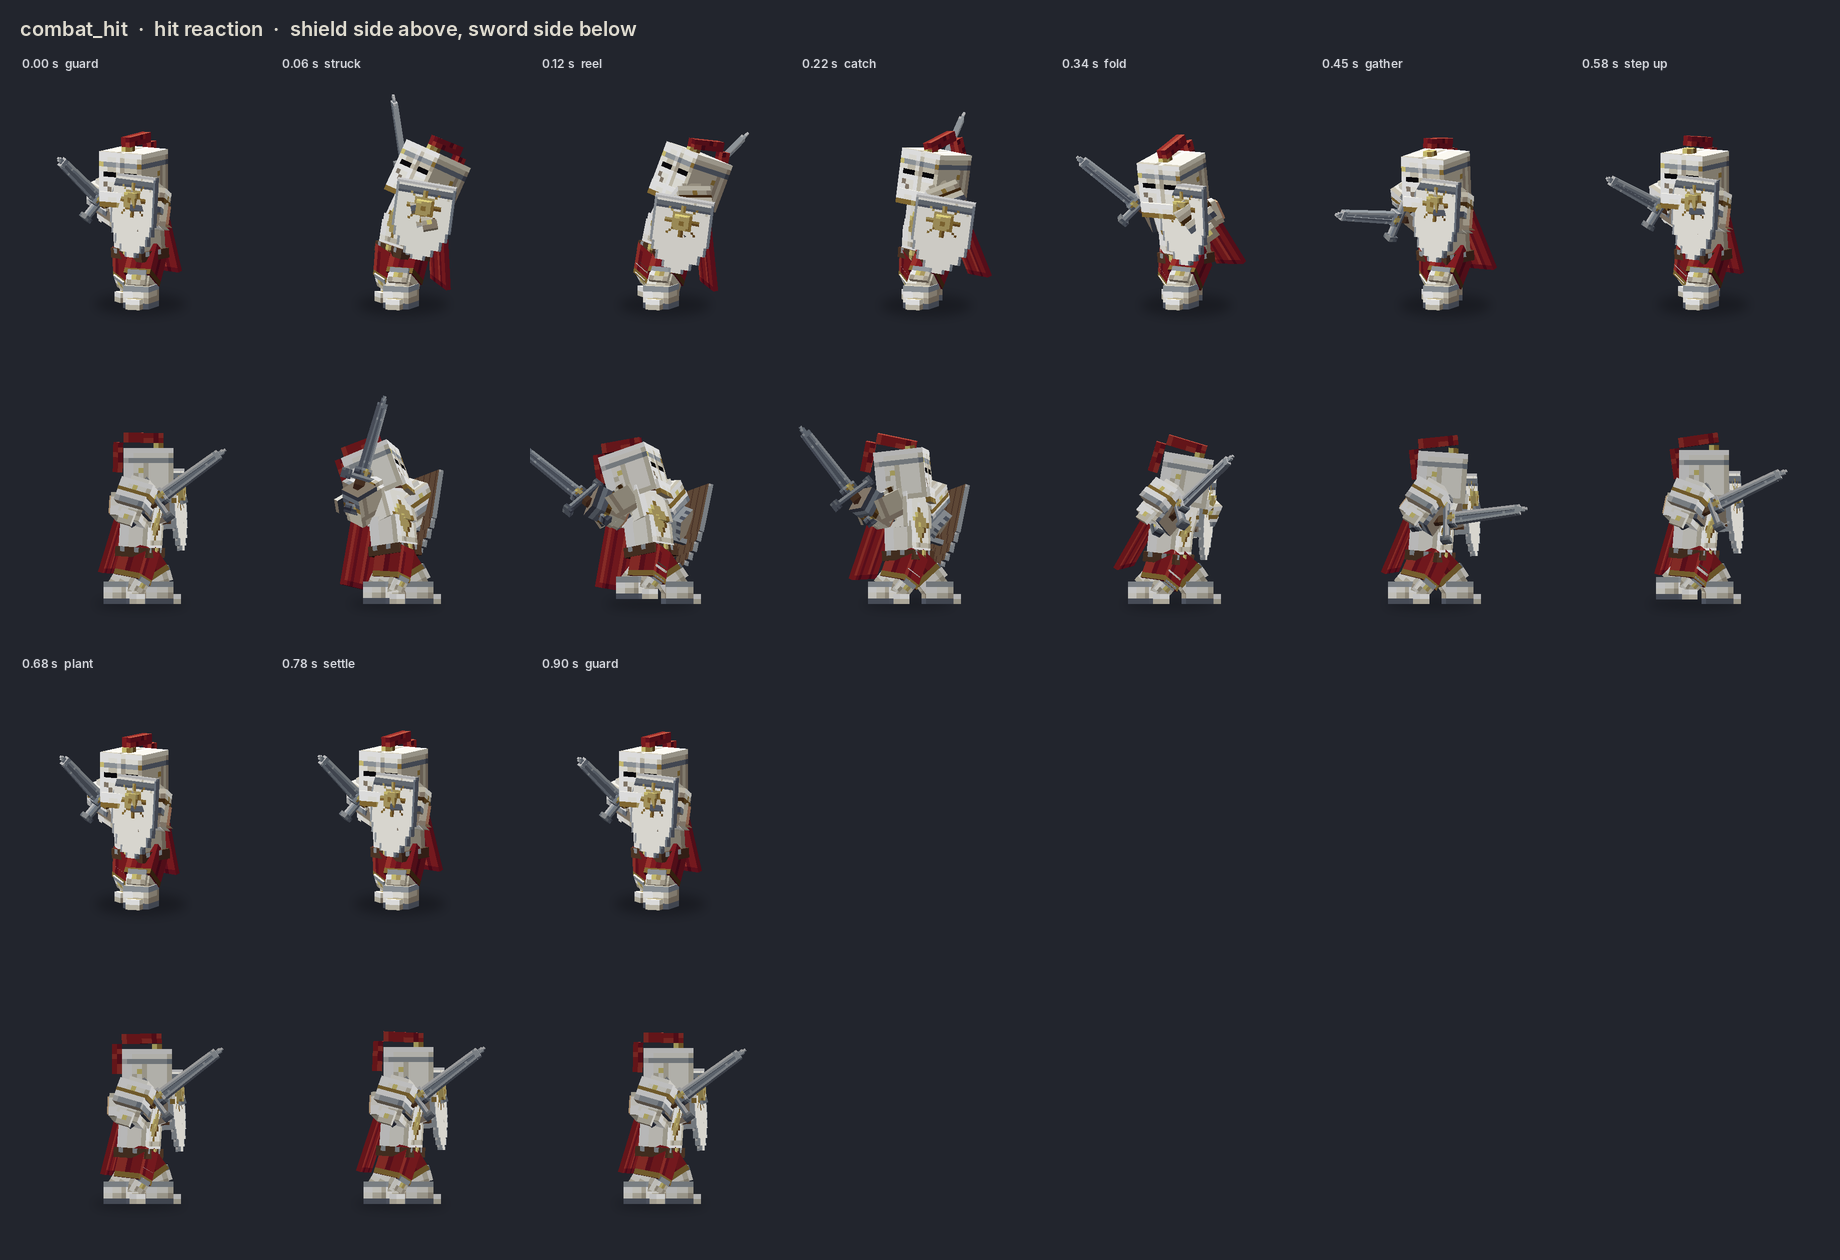 combat_hit · hit reaction · shield side above, sword side below
0.00 s guard
0.06 s struck
0.12 s reel
0.22 s catch
0.34 s fold
0.45 s gather
0.58 s step up
0.68 s plant
0.78 s settle
0.90 s guard